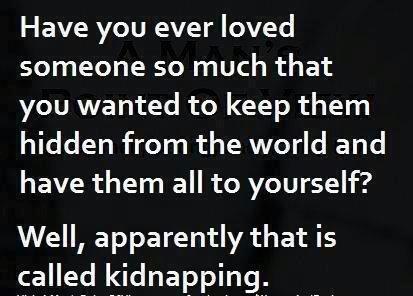 Have you ever loved
someone so much that
you wanted to keep them
hidden from the world and
have them all to yourself?
Well, apparently that is
called kidnapping.